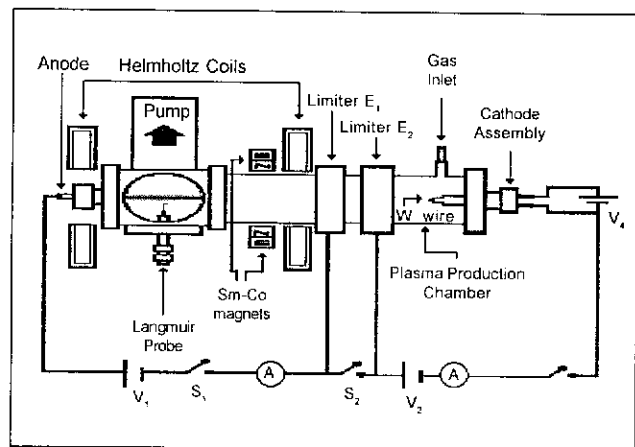 Anode
Helmholtz Coils
Gas
Inlet
Pump
Limiter E1
Limiter E2
Cathode
Assembly
W wire
V4
Plasma Production
Chamber
Sm-Co
magnets
Langmuir
Probe
V1
S1
A
S2
V2
A